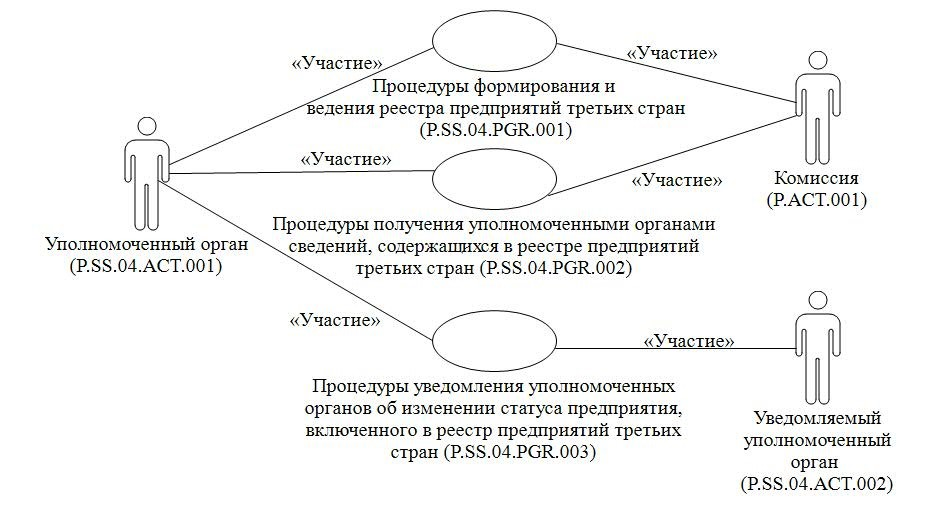 «Участие»
«Участие»
Процедуры формирования и
ведения реестра предприятий третьих стран
(P.SS.04.PGR.001)
«Участие»
«Участие»
Комиссия
(P.ACT.001)
Уполномоченный орган
(P.SS.04.ACT.001)
Процедуры получения уполномоченными органами
сведений, содержащихся в реестре предприятий
третьих стран (P.SS.04.PGR.002)
«Участие»
«Участие»
Процедуры уведомления уполномоченных
органов об изменении статуса предприятия,
включенного в реестр предприятий третьих
стран (P.SS.04.PGR.003)
Уведомляемый
уполномоченный
орган
(P.SS.04.ACT.002)